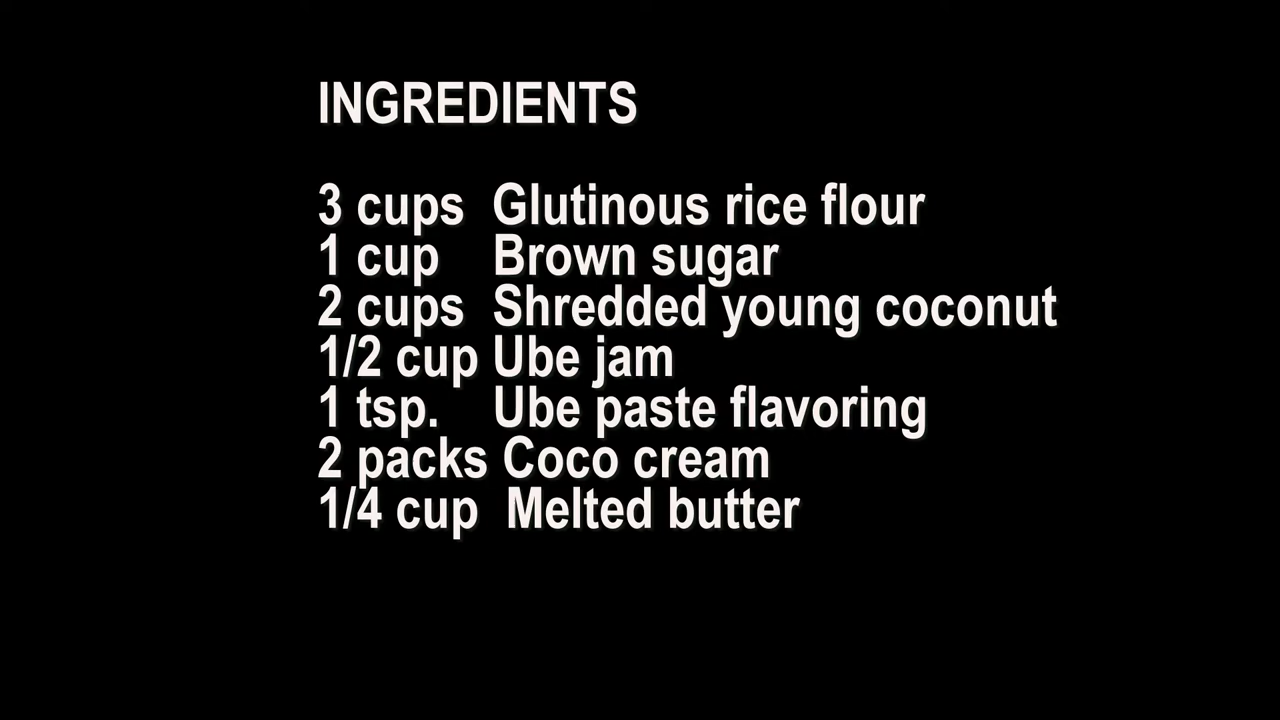 INGREDIENTS
3 cups Glutinous rice flour
1 cup Brown sugar
2 cups Shredded young coconut
1/2 cup Ube jam
1 tsp. Ube paste flavoring
2 packs Coco cream
1/4 cup Melted butter